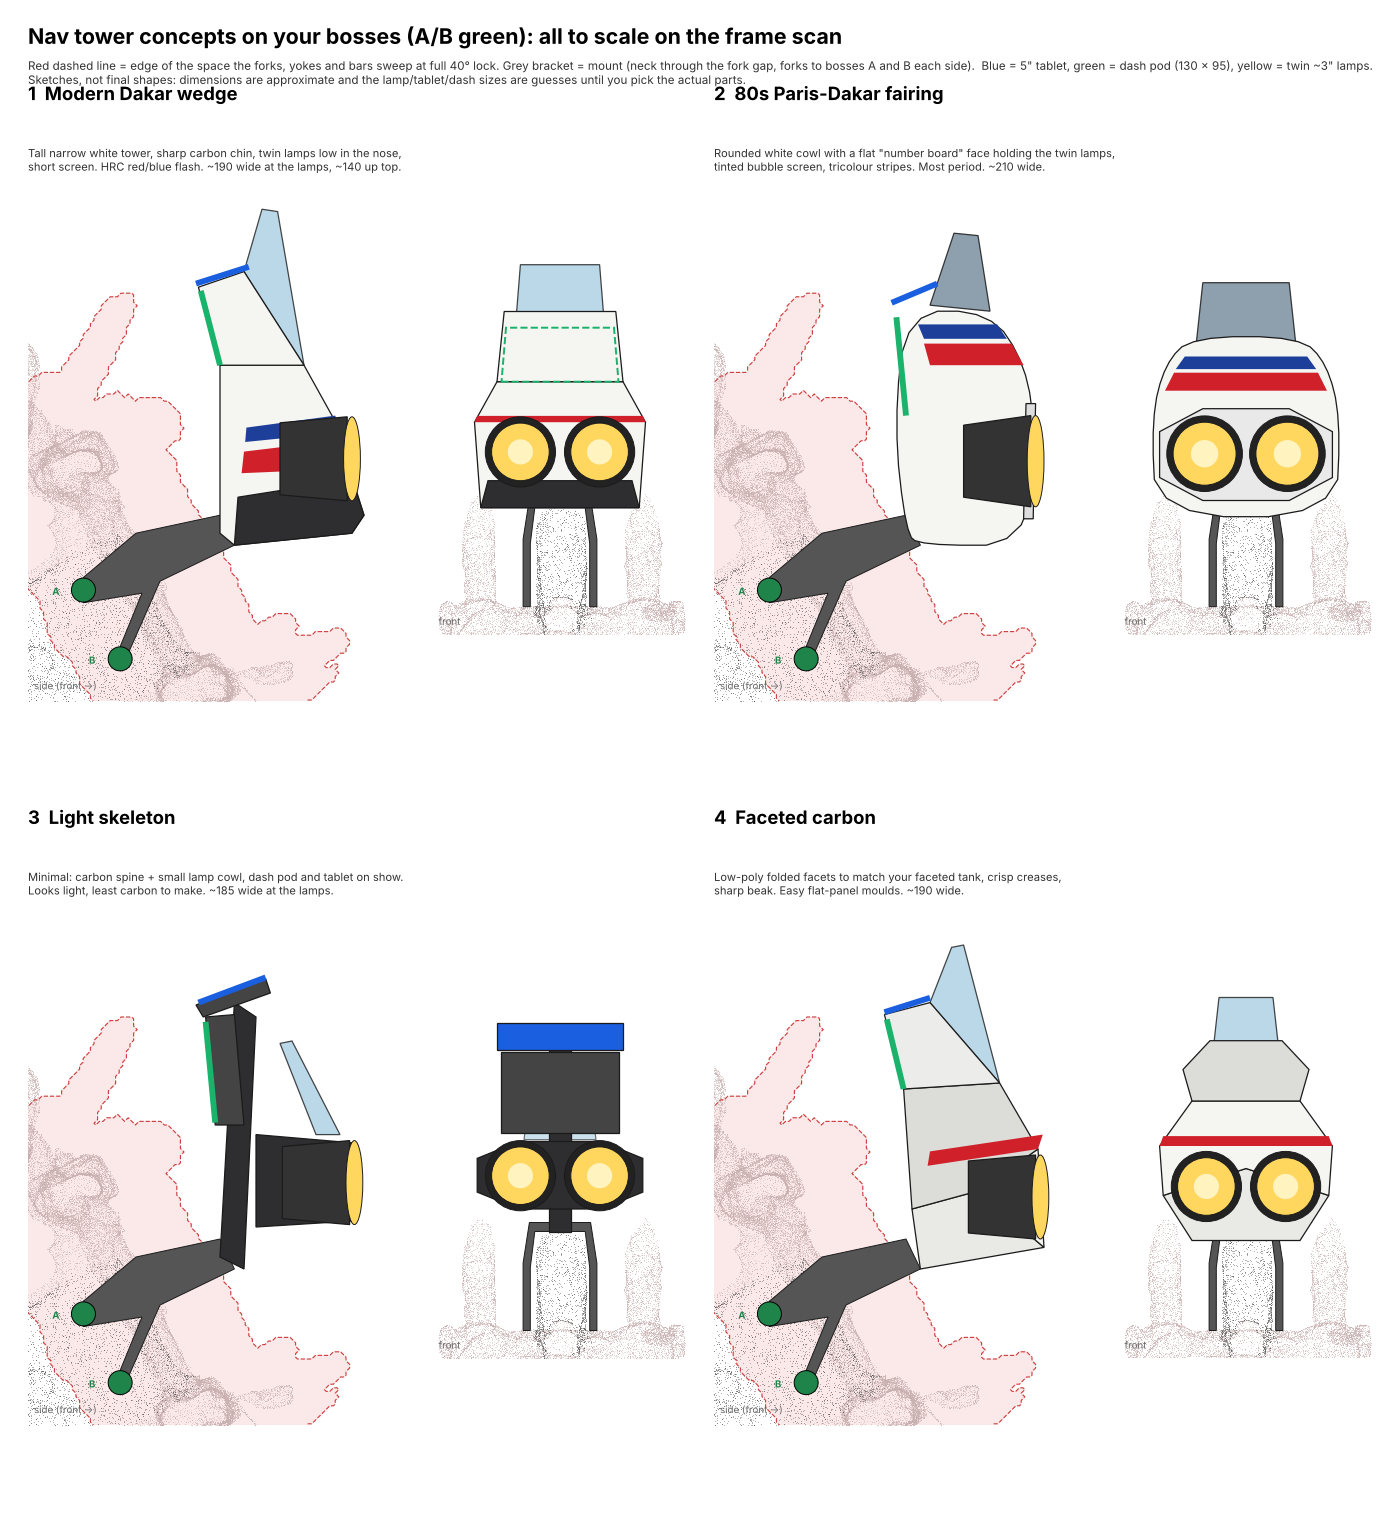 Nav tower concepts on your bosses (A/B green): all to scale on the frame scan
Red dashed line = edge of the space the forks, yokes and bars sweep at full 40° lock. Grey bracket = mount (neck through the fork gap, forks to bosses A and B each side).  Blue = 5" tablet, green = dash pod (130 × 95), yellow = twin ~3" lamps.
Sketches, not final shapes: dimensions are approximate and the lamp/tablet/dash sizes are guesses until you pick the actual parts.
1  Modern Dakar wedge
Tall narrow white tower, sharp carbon chin, twin lamps low in the nose,
short screen. HRC red/blue flash. ~190 wide at the lamps, ~140 up top.
A
B
side (front →)
front
2  80s Paris-Dakar fairing
Rounded white cowl with a flat "number board" face holding the twin lamps,
tinted bubble screen, tricolour stripes. Most period. ~210 wide.
A
B
side (front →)
front
3  Light skeleton
Minimal: carbon spine + small lamp cowl, dash pod and tablet on show.
Looks light, least carbon to make. ~185 wide at the lamps.
A
B
side (front →)
front
4  Faceted carbon
Low-poly folded facets to match your faceted tank, crisp creases,
sharp beak. Easy flat-panel moulds. ~190 wide.
A
B
side (front →)
front